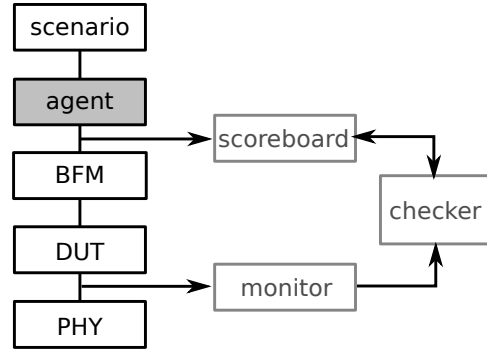 scenario
agent
scoreboard
BFM
checker
DUT
monitor
PHY